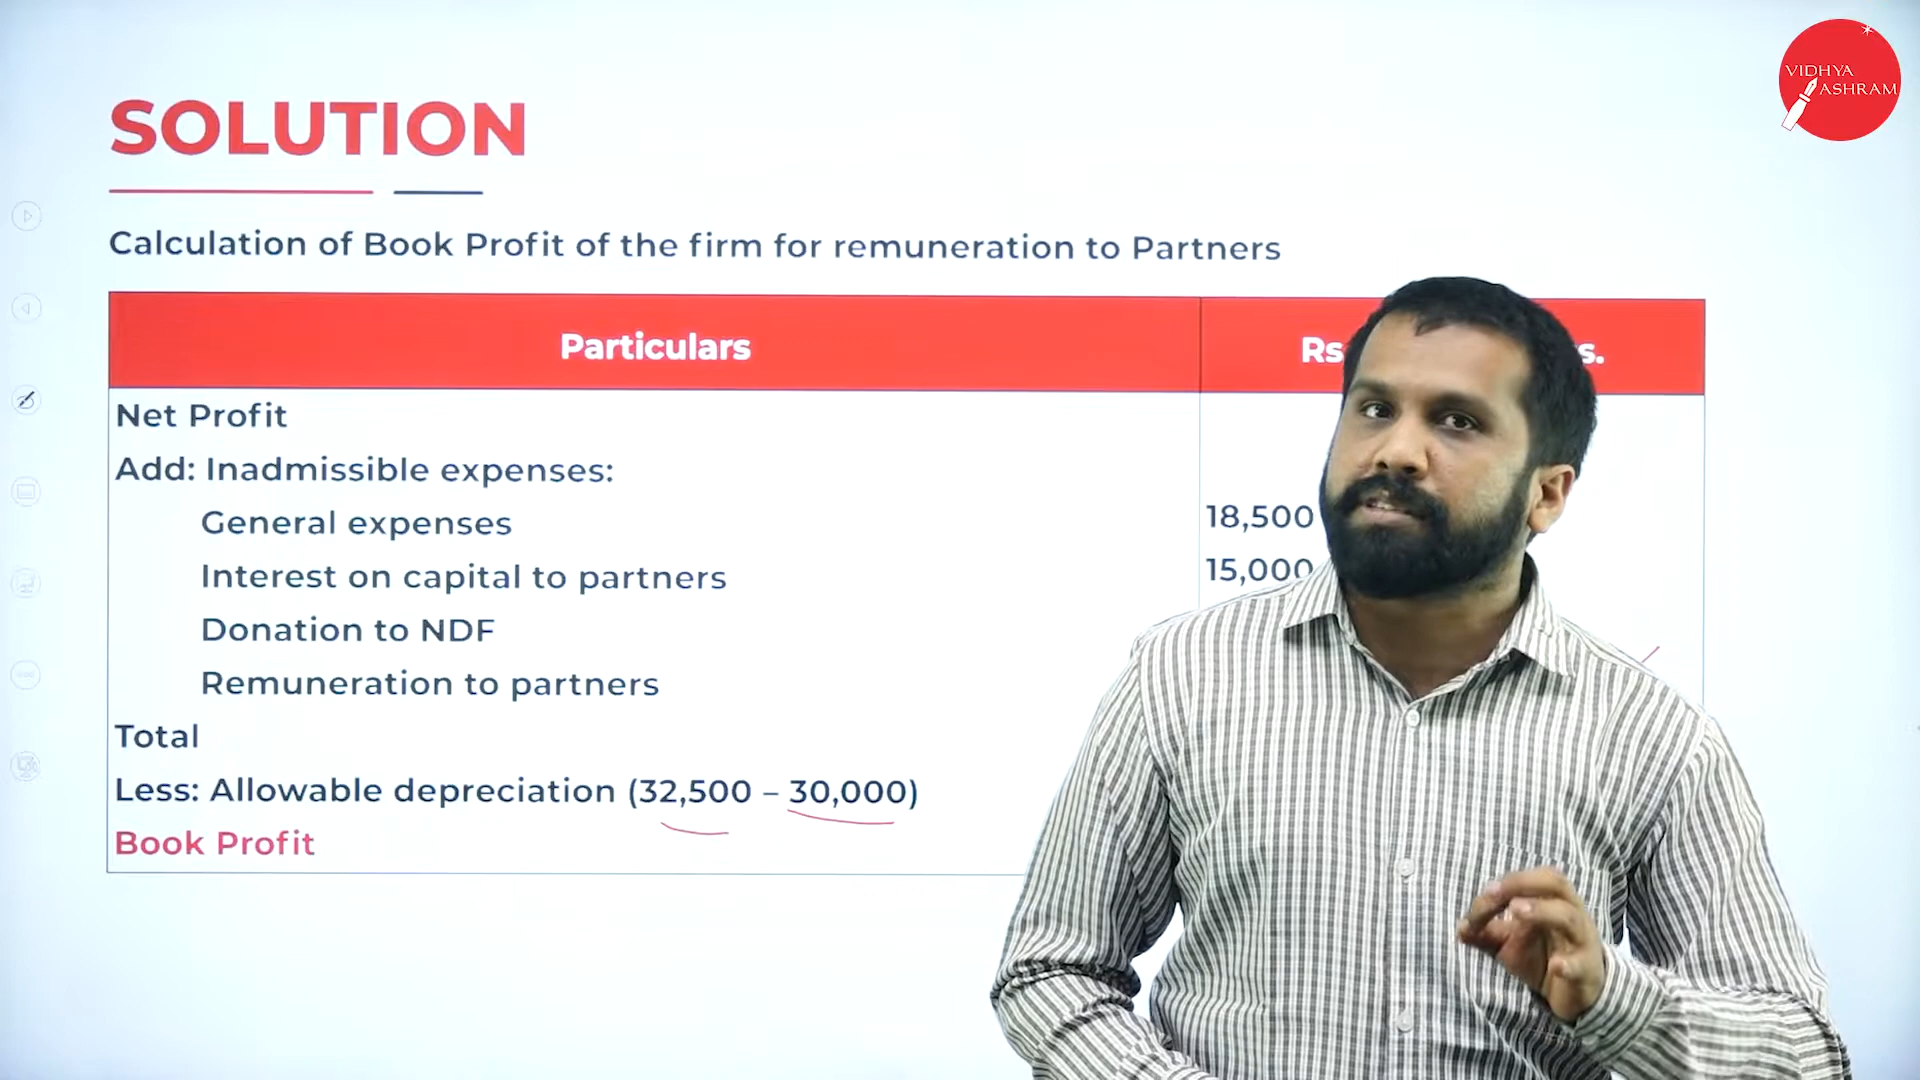 VIDHYA
ASHRAM
SOLUTION
Calculation of Book Profit of the firm for remuneration to Partners
Particulars Rs s.
Net Profit
Add: Inadmissible expenses:
General expenses 18,500
Interest on capital to partners 15,000
Donation to NDF
Remuneration to partners
Total
Less: Allowable depreciation (32,500 – 30,000)
Book Profit